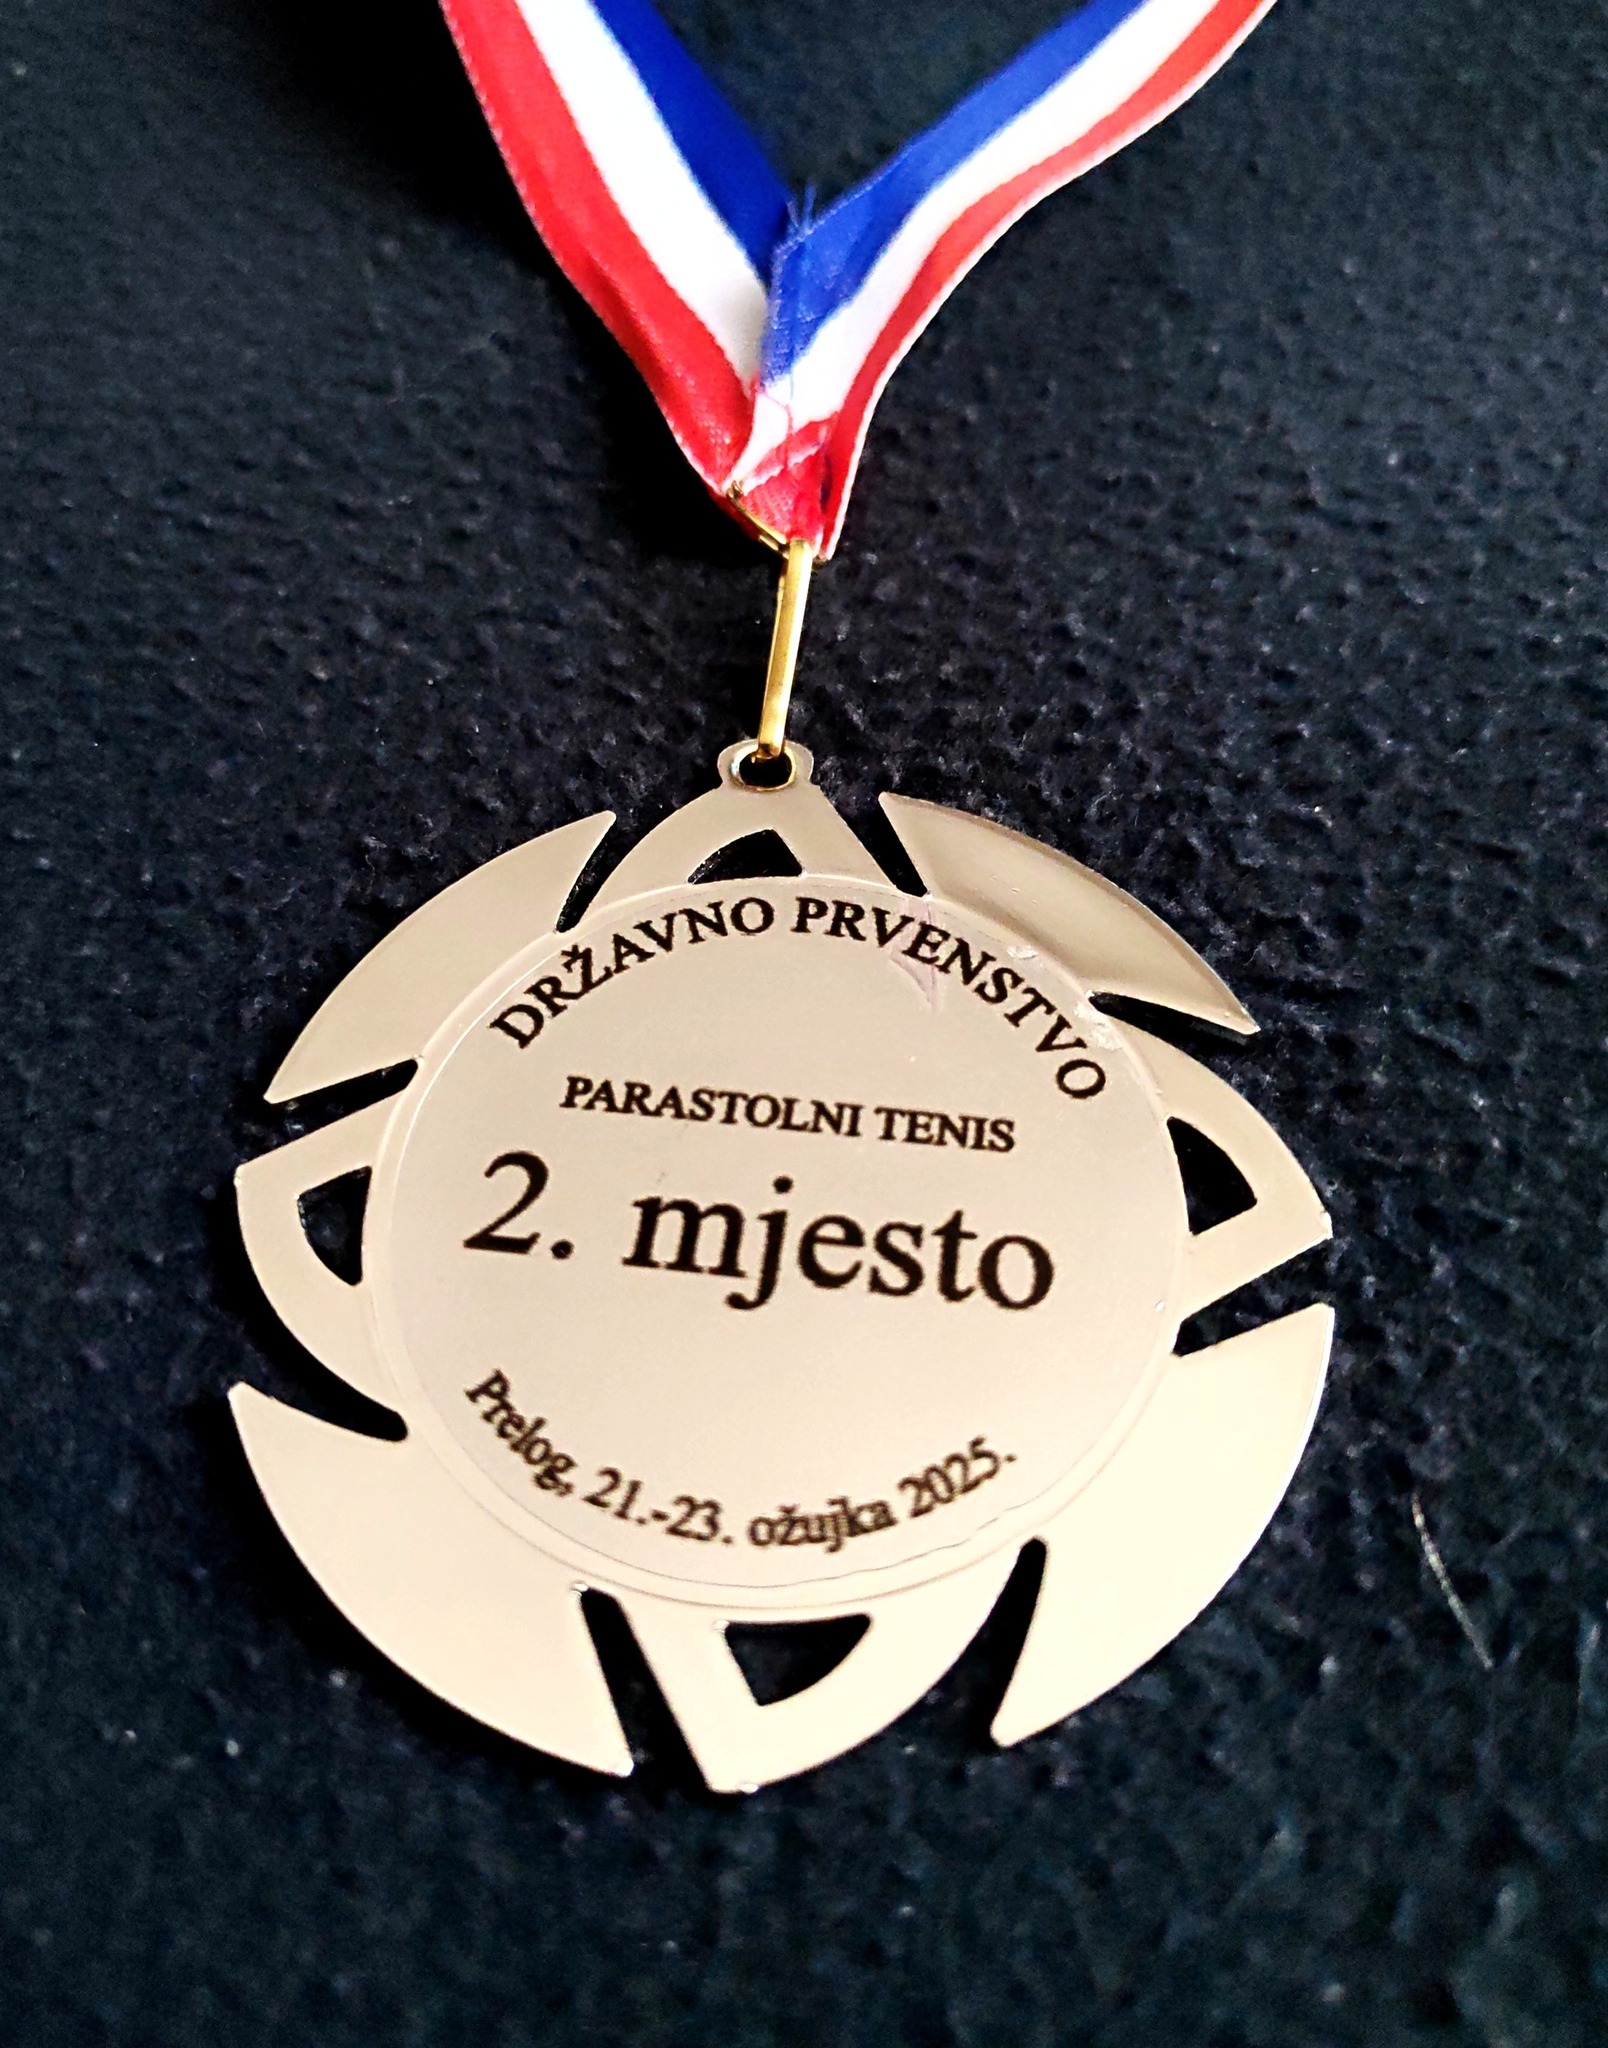 DRŽAVNO PRVENSTVO
PARASTOLNI TENIS
2. mjesto
Prelog, 21.-23. ožujka 2025.